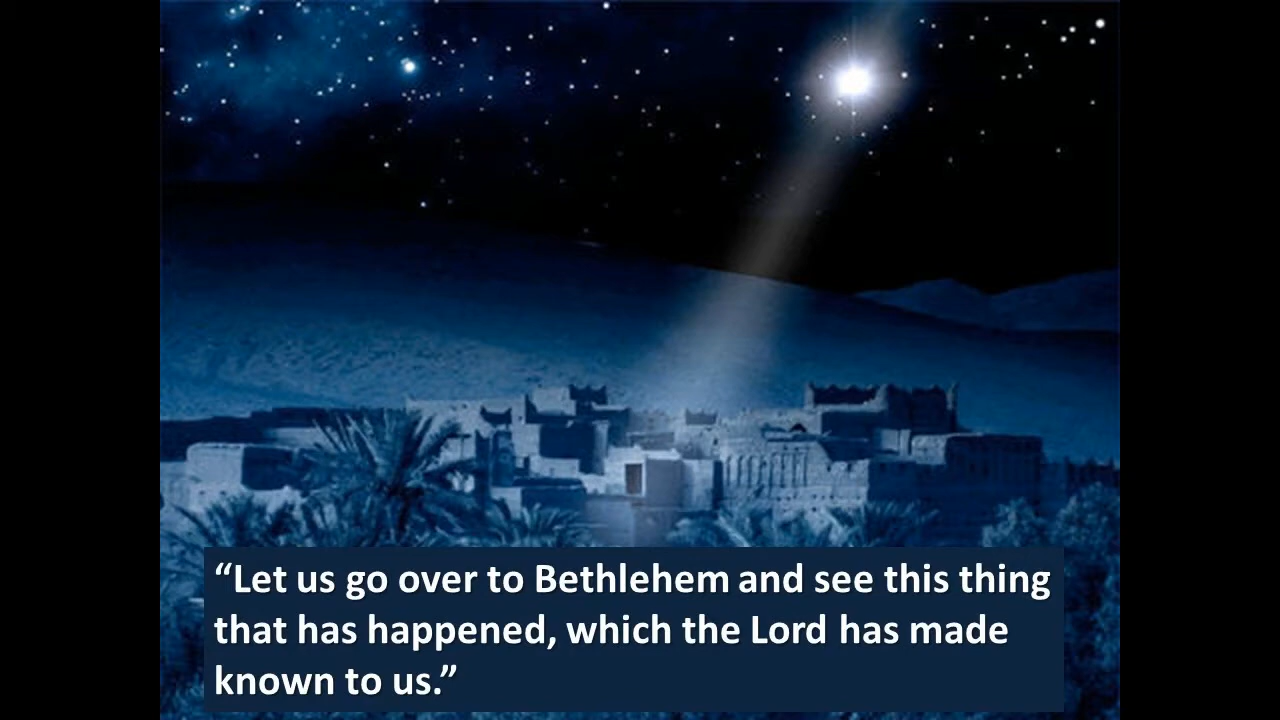 “Let us go over to Bethlehem and see this thing
that has happened, which the Lord has made
known to us.”